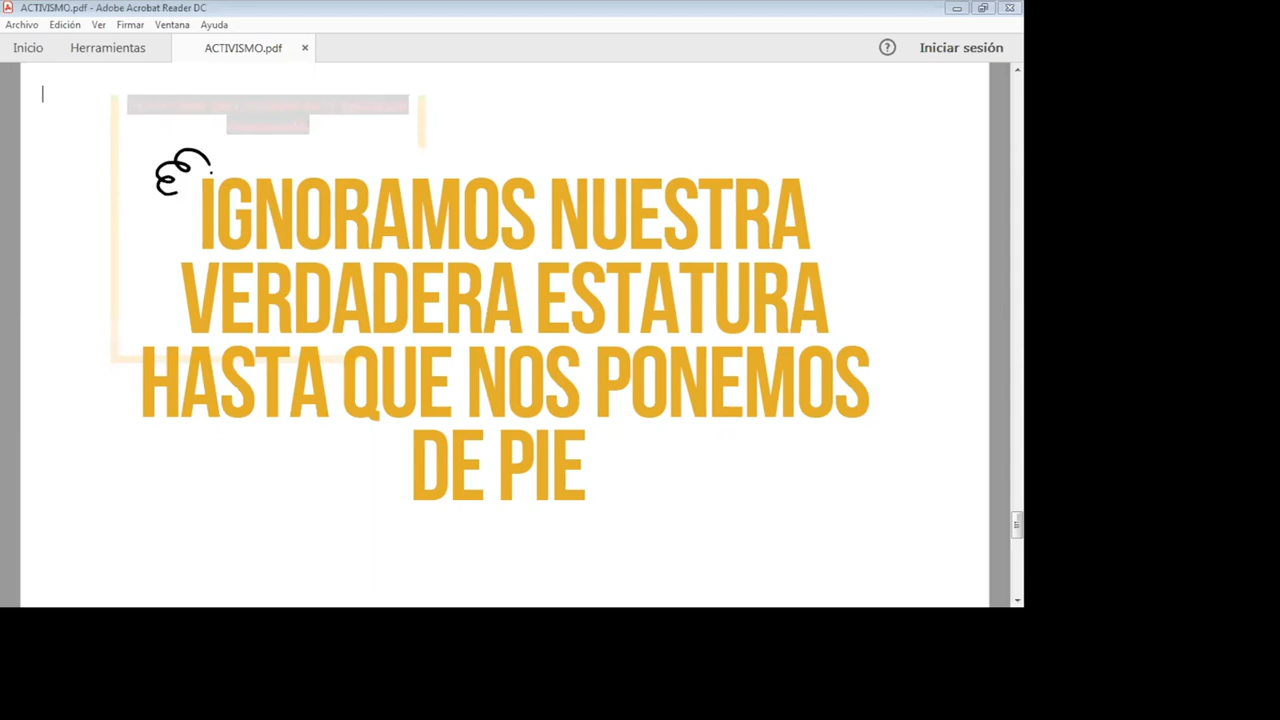 ACTIVISMO.pdf - Adobe Acrobat Reader DC
Archivo Edición Ver Firmar Ventana Ayuda
Inicio Herramientas ACTIVISMO.pdf × ? Iniciar sesión
IGNORAMOS NUESTRA
VERDADERA ESTATURA
HASTA QUE NOS PONEMOS
DE PIE